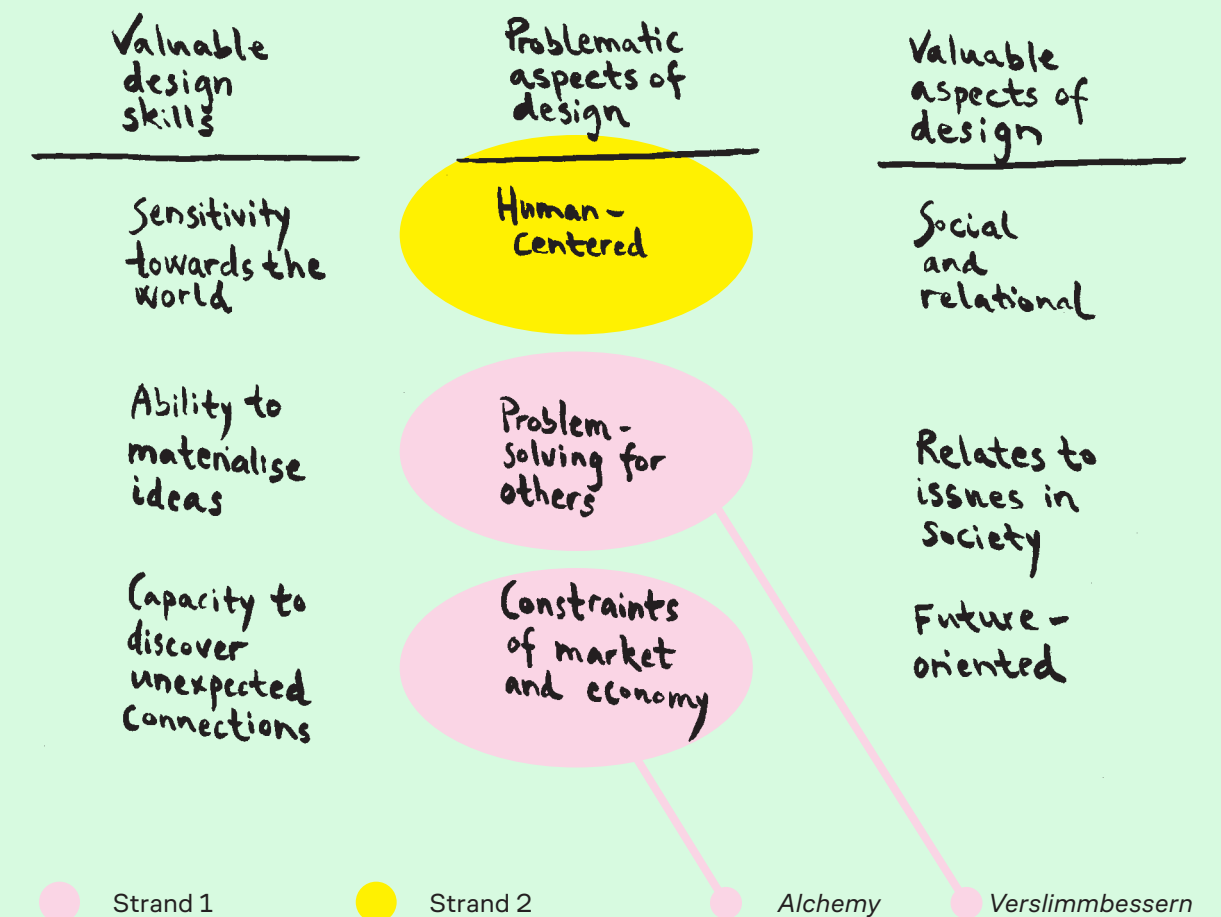 Valuable
design
skills
Sensitivity
towards the
world
Ability to
materialise
ideas
Capacity to
discover
unexpected
connections
Problematic
aspects of
design
Human-
centered
Problem-
solving for
others
Constraints
of market
and economy
Valuable
aspects of
design
Social
and
relational
Relates to
issues in
society
Future-
oriented
Strand 1
Strand 2
Alchemy
Verslimmbessern